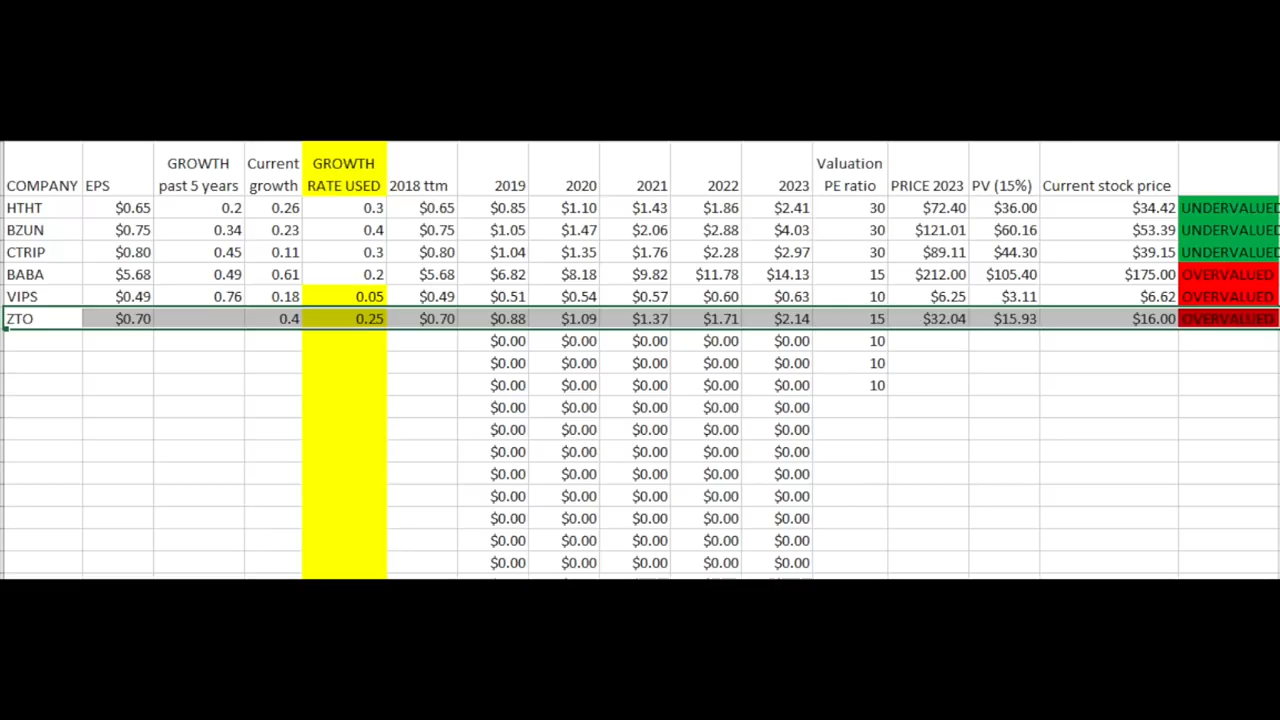 GROWTH Current GROWTH Valuation
COMPANY EPS past 5 years growth RATE USED 2018 ttm 2019 2020 2021 2022 2023 PE ratio PRICE 2023 PV (15%) Current stock price
HTHT $0.65 0.2 0.26 0.3 $0.65 $0.85 $1.10 $1.43 $1.86 $2.41 30 $72.40 $36.00 $34.42 UNDERVALUED
BZUN $0.75 0.34 0.23 0.4 $0.75 $1.05 $1.47 $2.06 $2.88 $4.03 30 $121.01 $60.16 $53.39 UNDERVALUED
CTRIP $0.80 0.45 0.11 0.3 $0.80 $1.04 $1.35 $1.76 $2.28 $2.97 30 $89.11 $44.30 $39.15 UNDERVALUED
BABA $5.68 0.49 0.61 0.2 $5.68 $6.82 $8.18 $9.82 $11.78 $14.13 15 $212.00 $105.40 $175.00 OVERVALUED
VIPS $0.49 0.76 0.18 0.05 $0.49 $0.51 $0.54 $0.57 $0.60 $0.63 10 $6.25 $3.11 $6.62 OVERVALUED
ZTO $0.70 0.4 0.25 $0.70 $0.88 $1.09 $1.37 $1.71 $2.14 15 $32.04 $15.93 $16.00 OVERVALUED
$0.00 $0.00 $0.00 $0.00 $0.00 10
$0.00 $0.00 $0.00 $0.00 $0.00 10
$0.00 $0.00 $0.00 $0.00 $0.00 10
$0.00 $0.00 $0.00 $0.00 $0.00
$0.00 $0.00 $0.00 $0.00 $0.00
$0.00 $0.00 $0.00 $0.00 $0.00
$0.00 $0.00 $0.00 $0.00 $0.00
$0.00 $0.00 $0.00 $0.00 $0.00
$0.00 $0.00 $0.00 $0.00 $0.00
$0.00 $0.00 $0.00 $0.00 $0.00
$0.00 $0.00 $0.00 $0.00 $0.00